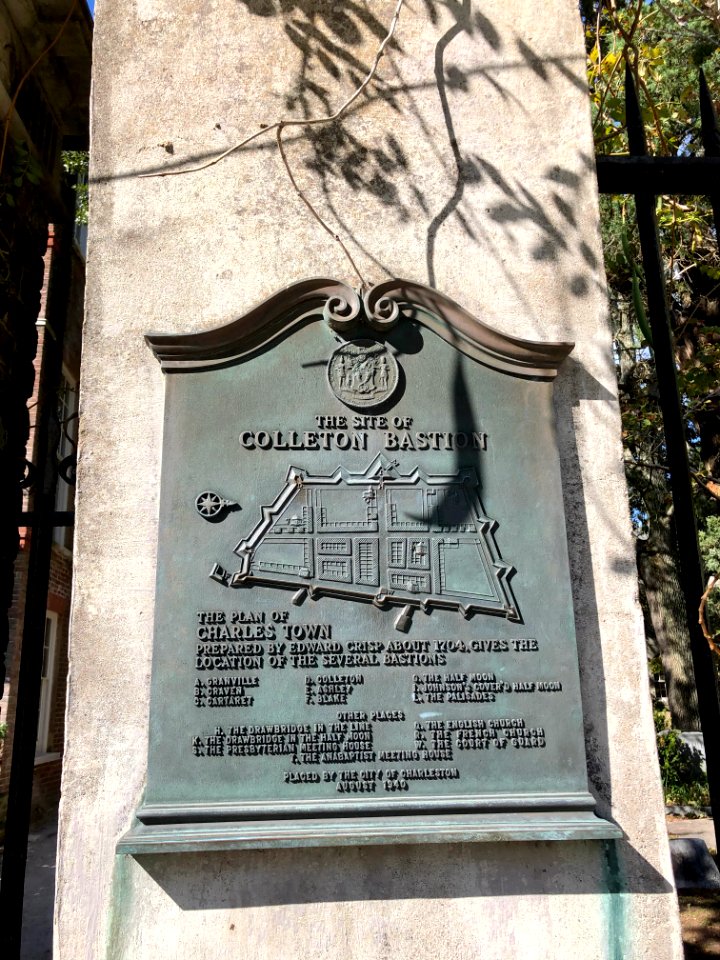 THE SITE OF
COLLETON BASTION
THE PLAN OF
CHARLES TOWN
PREPARED BY EDWARD CRISP ABOUT 1704, GIVES THE
LOCATION OF THE SEVERAL BASTIONS
A. GRANVILLE
B. CRAVEN
C. CARTARET
D. COLLETON
E. ASHLEY
F. BLAKE
G. THE HALF MOON
I. JOHNSON'S COVER'D HALF MOON
L. THE PALISADES
OTHER PLACES
H. THE DRAWBRIDGE IN THE LINE
K. THE DRAWBRIDGE IN THE HALF MOON
S. THE PRESBYTERIAN MEETING HOUSE
T. THE ANABAPTIST MEETING HOUSE
Q. THE ENGLISH CHURCH
R. THE FRENCH CHURCH
W. THE COURT OF GUARD
PLACED BY THE CITY OF CHARLESTON
AUGUST 1940